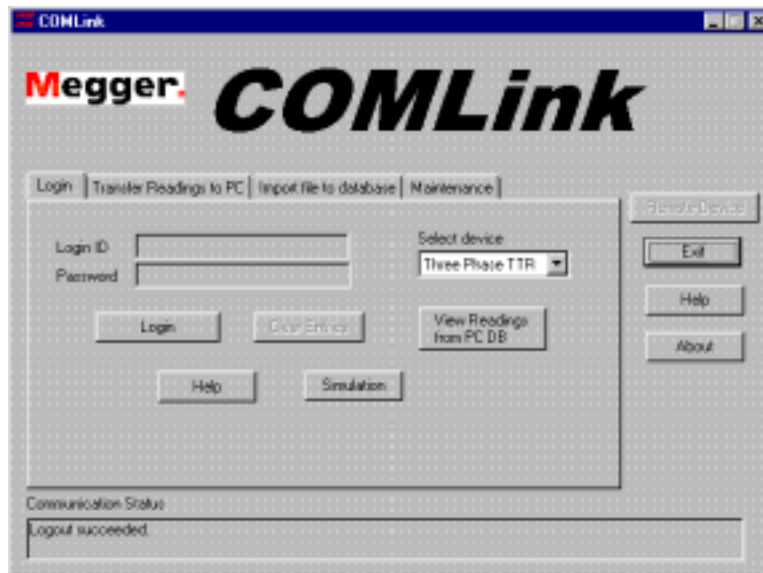 COMLink
Megger.
COMLink
Login
Transfer Readings to PC
Import file to database
Maintenance
Remote Device
Login ID
Select device
Three Phase TTR
Exit
Password
Help
Login
Clear Entries
View Readings
from PC DB
About
Help
Simulation
Communication Status
Logout succeeded.